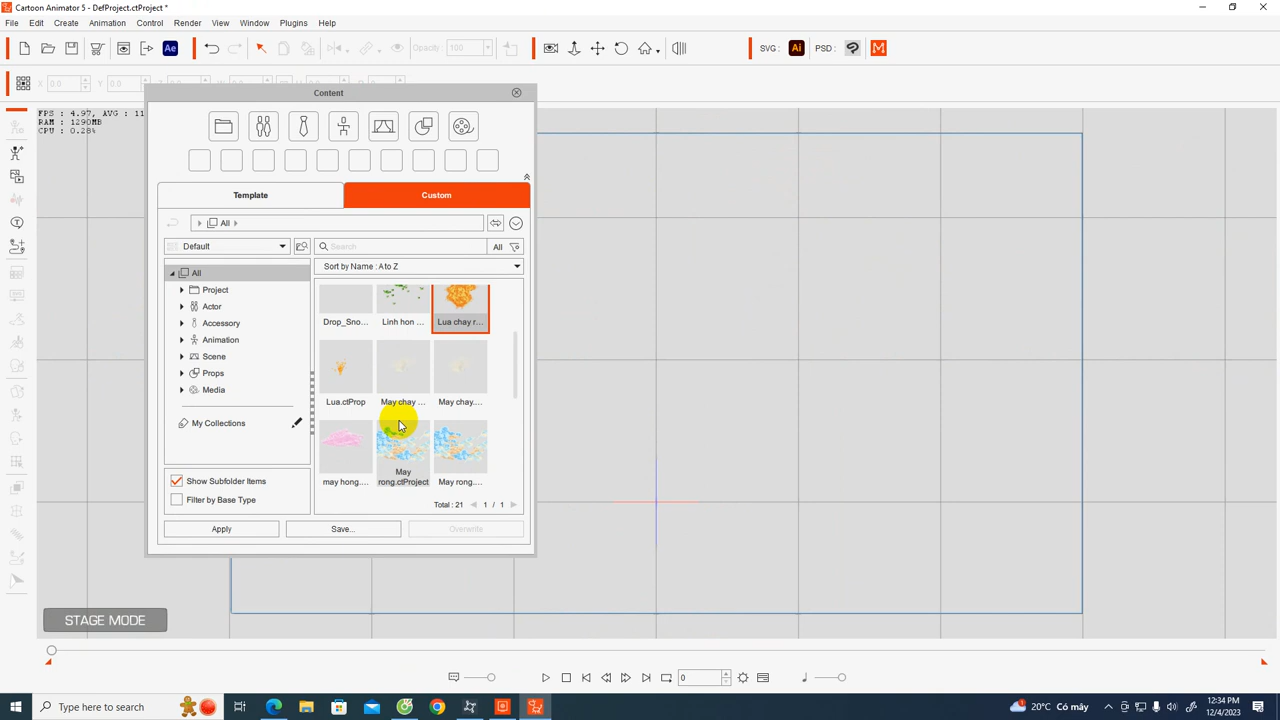 Cartoon Animator 5 - DefProject.ctProject *
File Edit Create Animation Control Render View Window Plugins Help
Opacity : 100
SVG : Ai PSD :
Ae
M
FPS : 4.97, AVG : 11
RAM : 1290MB
CPU : 0.28%
Content
Template Custom
All
Default
Search
All
All
Sort by Name : A to Z
Project
Actor
Accessory
Animation
Scene
Props
Media
My Collections
Show Subfolder Items
Filter by Base Type
Drop_Sno... Linh hon ... Lua chay r...
Lua.ctProp May chay ... May chay....
may hong.... May rong.ctProject May rong....
Total : 21 1 / 1
Apply Save... Overwrite
STAGE MODE
0
Type here to search
20°C Có mây
12:34 PM
12/4/2023